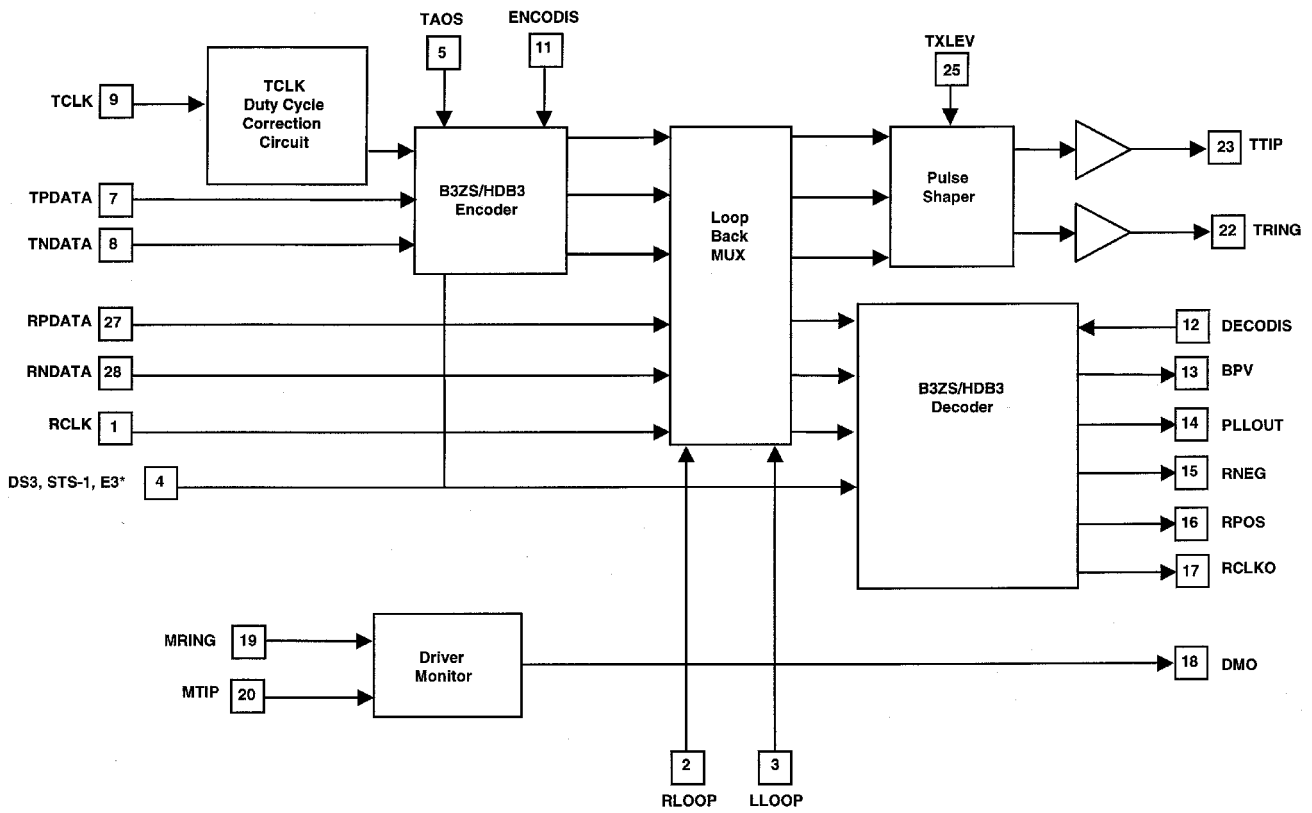 TAOS
5
ENCODIS
11
TXLEV
25
TCLK 9
TCLK
Duty Cycle
Correction
Circuit
TPDATA 7
TNDATA 8
B3ZS/HDB3
Encoder
Loop
Back
MUX
Pulse
Shaper
23 TTIP
22 TRING
RPDATA 27
RNDATA 28
RCLK 1
DS3, STS-1, E3* 4
B3ZS/HDB3
Decoder
12 DECODIS
13 BPV
14 PLLOUT
15 RNEG
16 RPOS
17 RCLKO
MRING 19
MTIP 20
Driver
Monitor
18 DMO
2
RLOOP
3
LLOOP